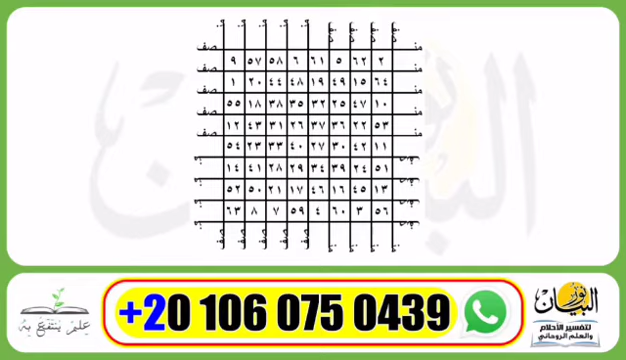 ٩ ٥٧ ٥٨ ٦ ٦١ ٥ ٦٢ ٢
١ ٢٠ ٤٤ ٤٨ ١٩ ٤٩ ١٥ ٦٤
٥٥ ١٨ ٣٨ ٣٥ ٣٢ ٢٥ ٤٧ ١٠
١٢ ٤٣ ٣١ ٢٦ ٣٧ ٣٦ ٢٢ ٥٣
٥٤ ٢٣ ٣٣ ٤٠ ٢٧ ٣٠ ٤٢ ١١
١٤ ٤١ ٢٨ ٢٩ ٣٤ ٣٩ ٢٤ ٥١
٥٢ ٥٠ ٢١ ١٧ ٤٦ ١٦ ٤٥ ١٣
٦٣ ٨ ٧ ٥٩ ٤ ٦٠ ٣ ٥٦
علم ينتفع به
+20 106 075 0439
نور البيان
لتفسير الأحلام
والعلم الروحاني